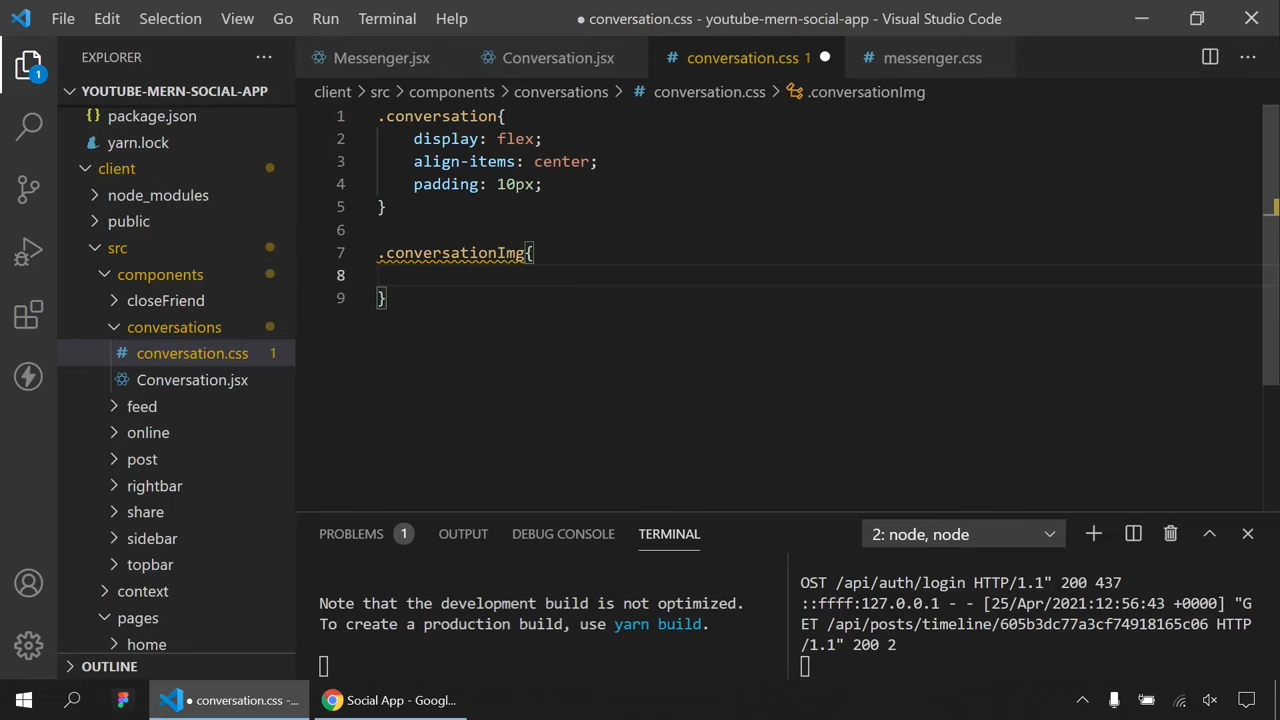 File Edit Selection View Go Run Terminal Help ● conversation.css - youtube-mern-social-app - Visual Studio Code
EXPLORER
Messenger.jsx Conversation.jsx # conversation.css 1 # messenger.css
1
YOUTUBE-MERN-SOCIAL-APP
client > src > components > conversations > # conversation.css > .conversationImg
{} package.json
yarn.lock
client
node_modules
public
src
components
closeFriend
conversations
# conversation.css 1
Conversation.jsx
feed
online
post
rightbar
share
sidebar
topbar
context
pages
home
OUTLINE
1 .conversation{
2 display: flex;
3 align-items: center;
4 padding: 10px;
5 }
6
7 .conversationImg{
8
9 }
PROBLEMS 1 OUTPUT DEBUG CONSOLE TERMINAL 2: node, node
Note that the development build is not optimized.
To create a production build, use yarn build.
OST /api/auth/login HTTP/1.1" 200 437
::ffff:127.0.0.1 - - [25/Apr/2021:12:56:43 +0000] "G
ET /api/posts/timeline/605b3dc77a3cf74918165c06 HTTP
/1.1" 200 2
● conversation.css -... Social App - Googl...